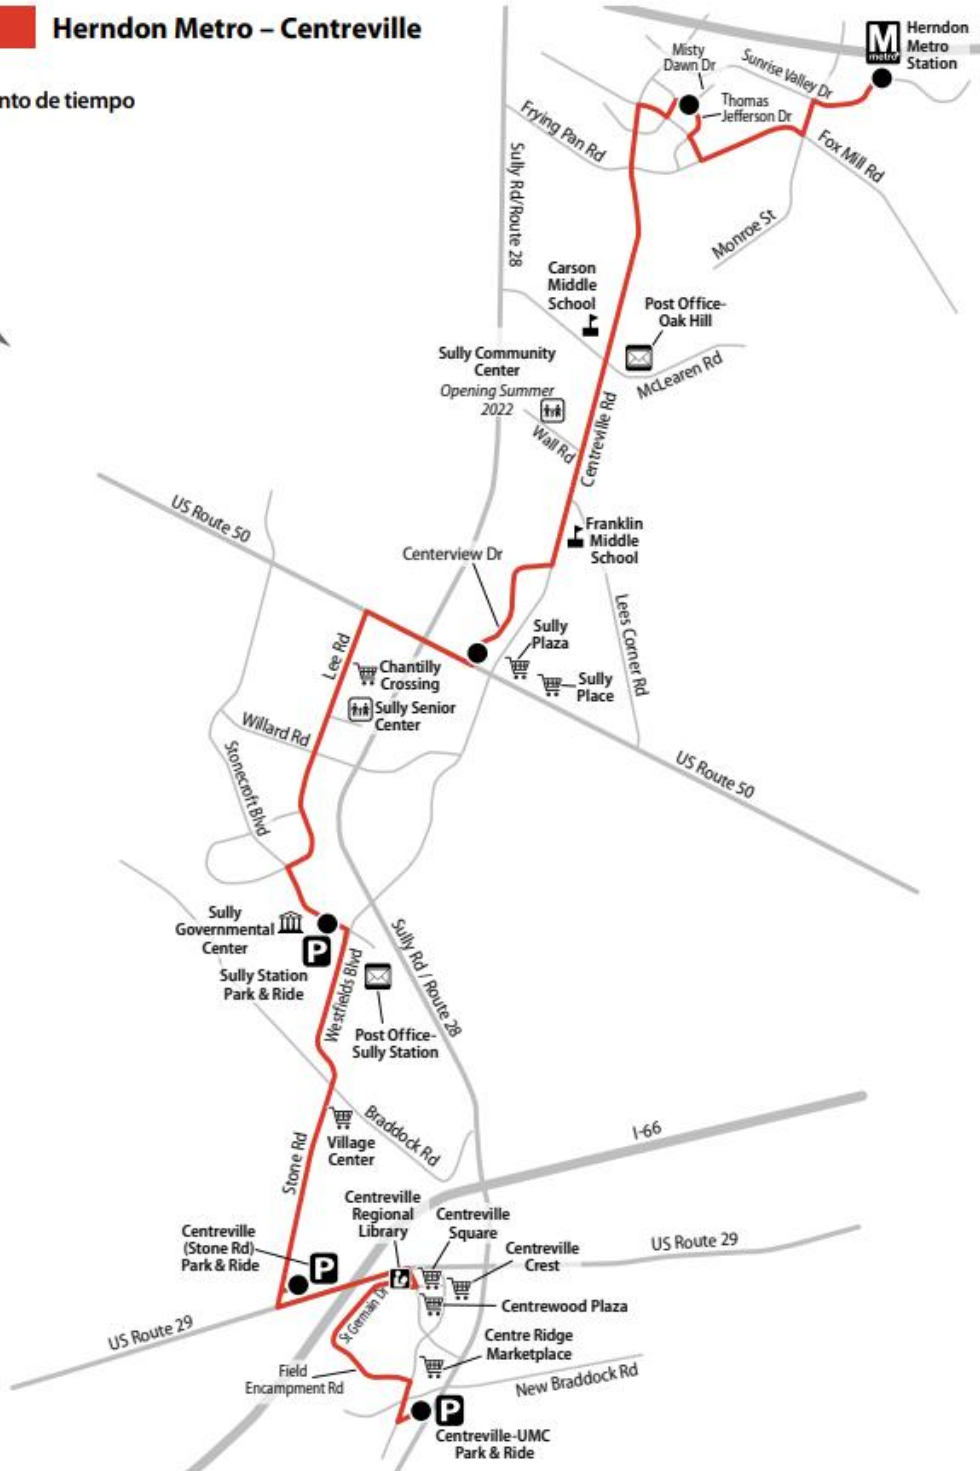 Herndon Metro – Centreville
nto de tiempo
M
metro
Herndon
Metro
Station
Misty
Dawn Dr
Sunrise Valley Dr
Thomas
Jefferson Dr
Frying Pan Rd
Fox Mill Rd
Sully Rd/Route 28
Monroe St
Carson
Middle
School
Post Office-
Oak Hill
McLearen Rd
Sully Community
Center
Opening Summer
2022
Wall Rd
Centreville Rd
US Route 50
Franklin
Middle
School
Centerview Dr
Lees Corner Rd
Sully
Plaza
Lee Rd
Chantilly
Crossing
Sully
Place
Sully Senior
Center
Willard Rd
US Route 50
Stonecroft Blvd
Sully
Governmental
Center
P
Sully Station
Park & Ride
Westfields Blvd
Sully Rd / Route 28
Post Office-
Sully Station
Braddock Rd
Village
Center
I-66
Stone Rd
Centreville
Regional
Library
Centreville
Square
Centreville
(Stone Rd)
Park & Ride
P
Centreville
Crest
US Route 29
Centrewood Plaza
US Route 29
St Germain Dr
Centre Ridge
Marketplace
Field
Encampment Rd
New Braddock Rd
P
Centreville-UMC
Park & Ride